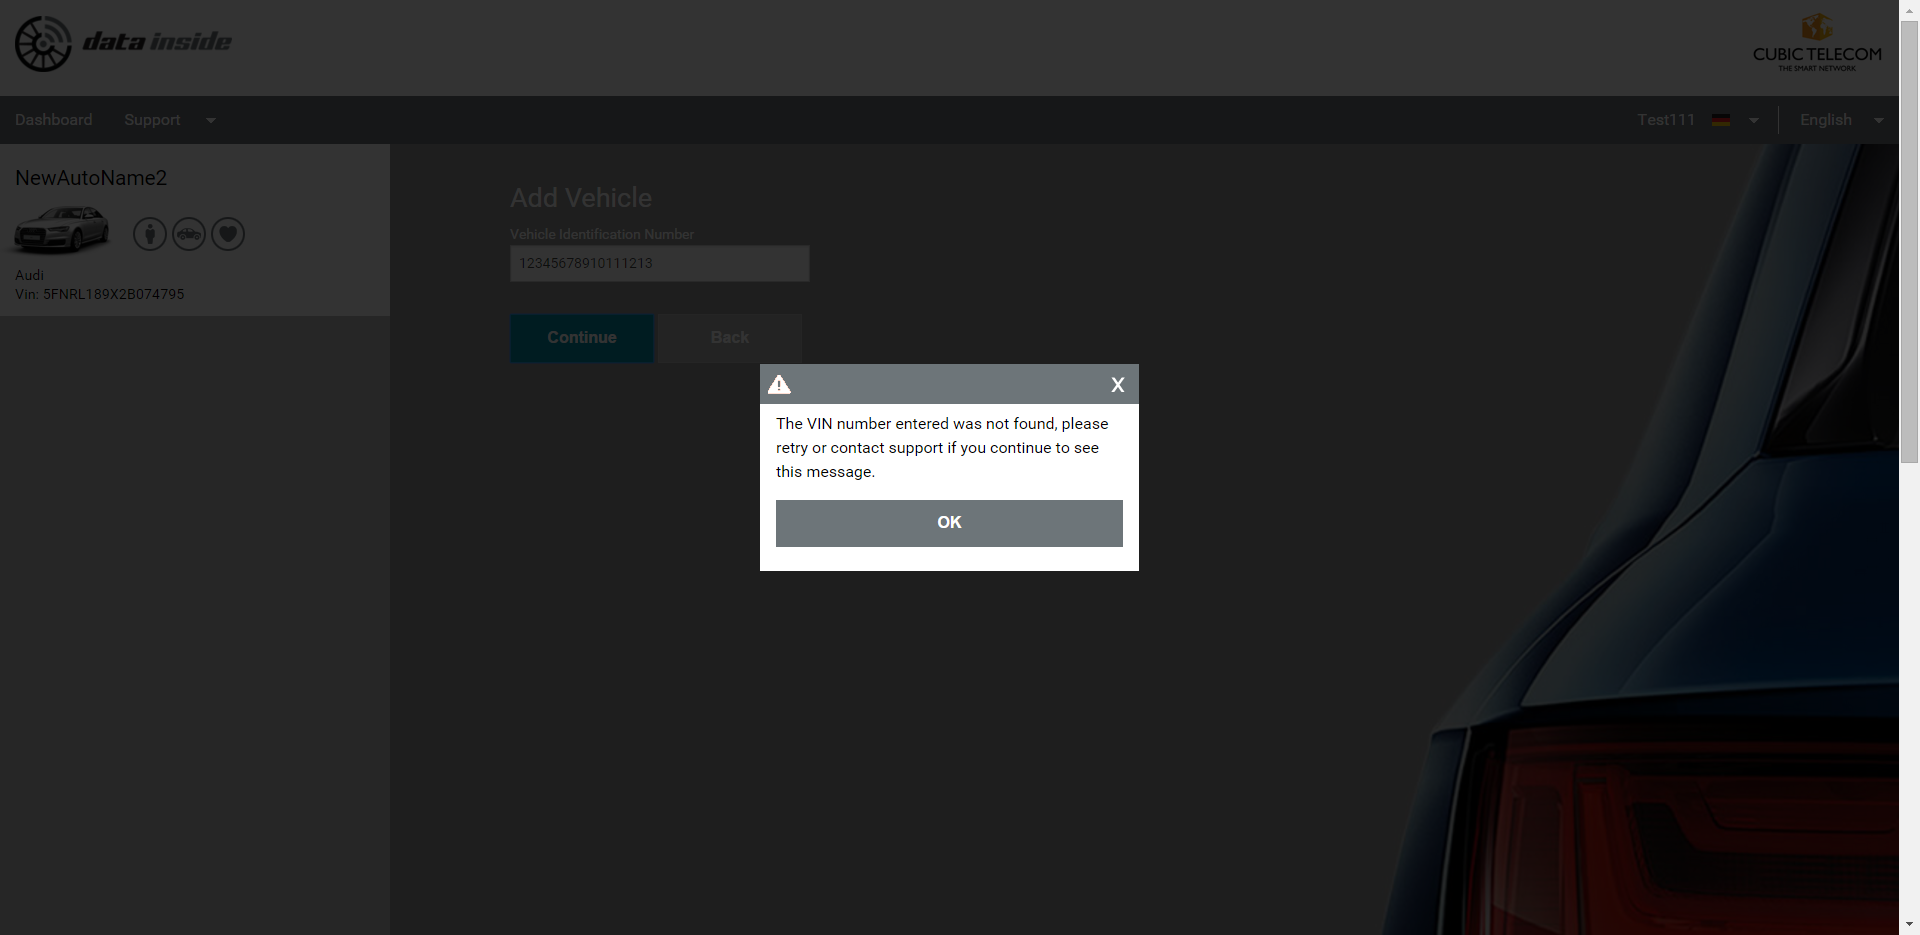 data inside
CUBIC TELECOM
THE SMART NETWORK
Dashboard
Support
Test111
English
NewAutoName2
Audi
Vin: 5FNRL189X2B074795
Add Vehicle
Vehicle Identification Number
12345678910111213
Continue
Back
X
The VIN number entered was not found, please
retry or contact support if you continue to see
this message.
OK